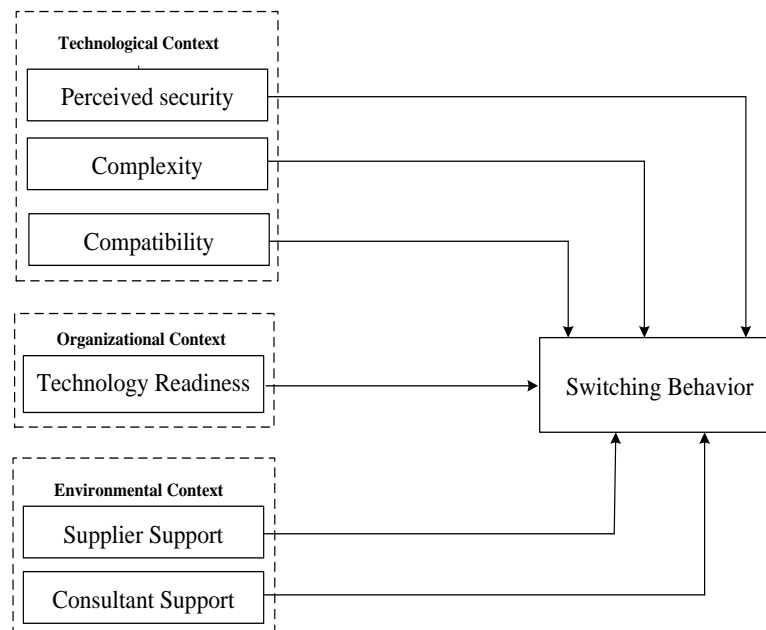 Technological Context
Perceived security
Complexity
Compatibility
Organizational Context
Technology Readiness
Switching Behavior
Environmental Context
Supplier Support
Consultant Support